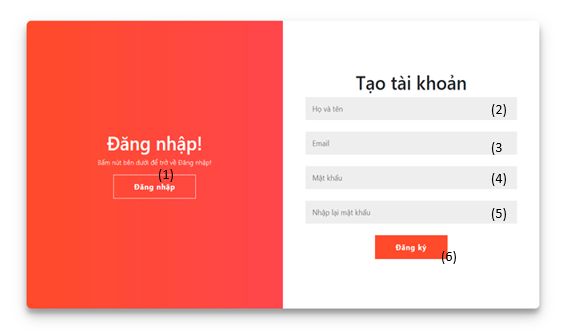 Đăng nhập!
Bấm nút bên dưới để trở về Đăng nhập!
(1)
Đăng nhập
Tạo tài khoản
Họ và tên (2)
Email (3
Mật khẩu (4)
Nhập lại mật khẩu (5)
Đăng ký
(6)